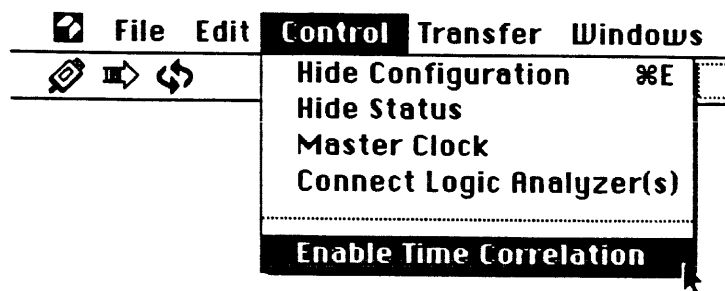 File Edit Control Transfer Windows
Hide Configuration ⌘E
Hide Status
Master Clock
Connect Logic Analyzer(s)
Enable Time Correlation